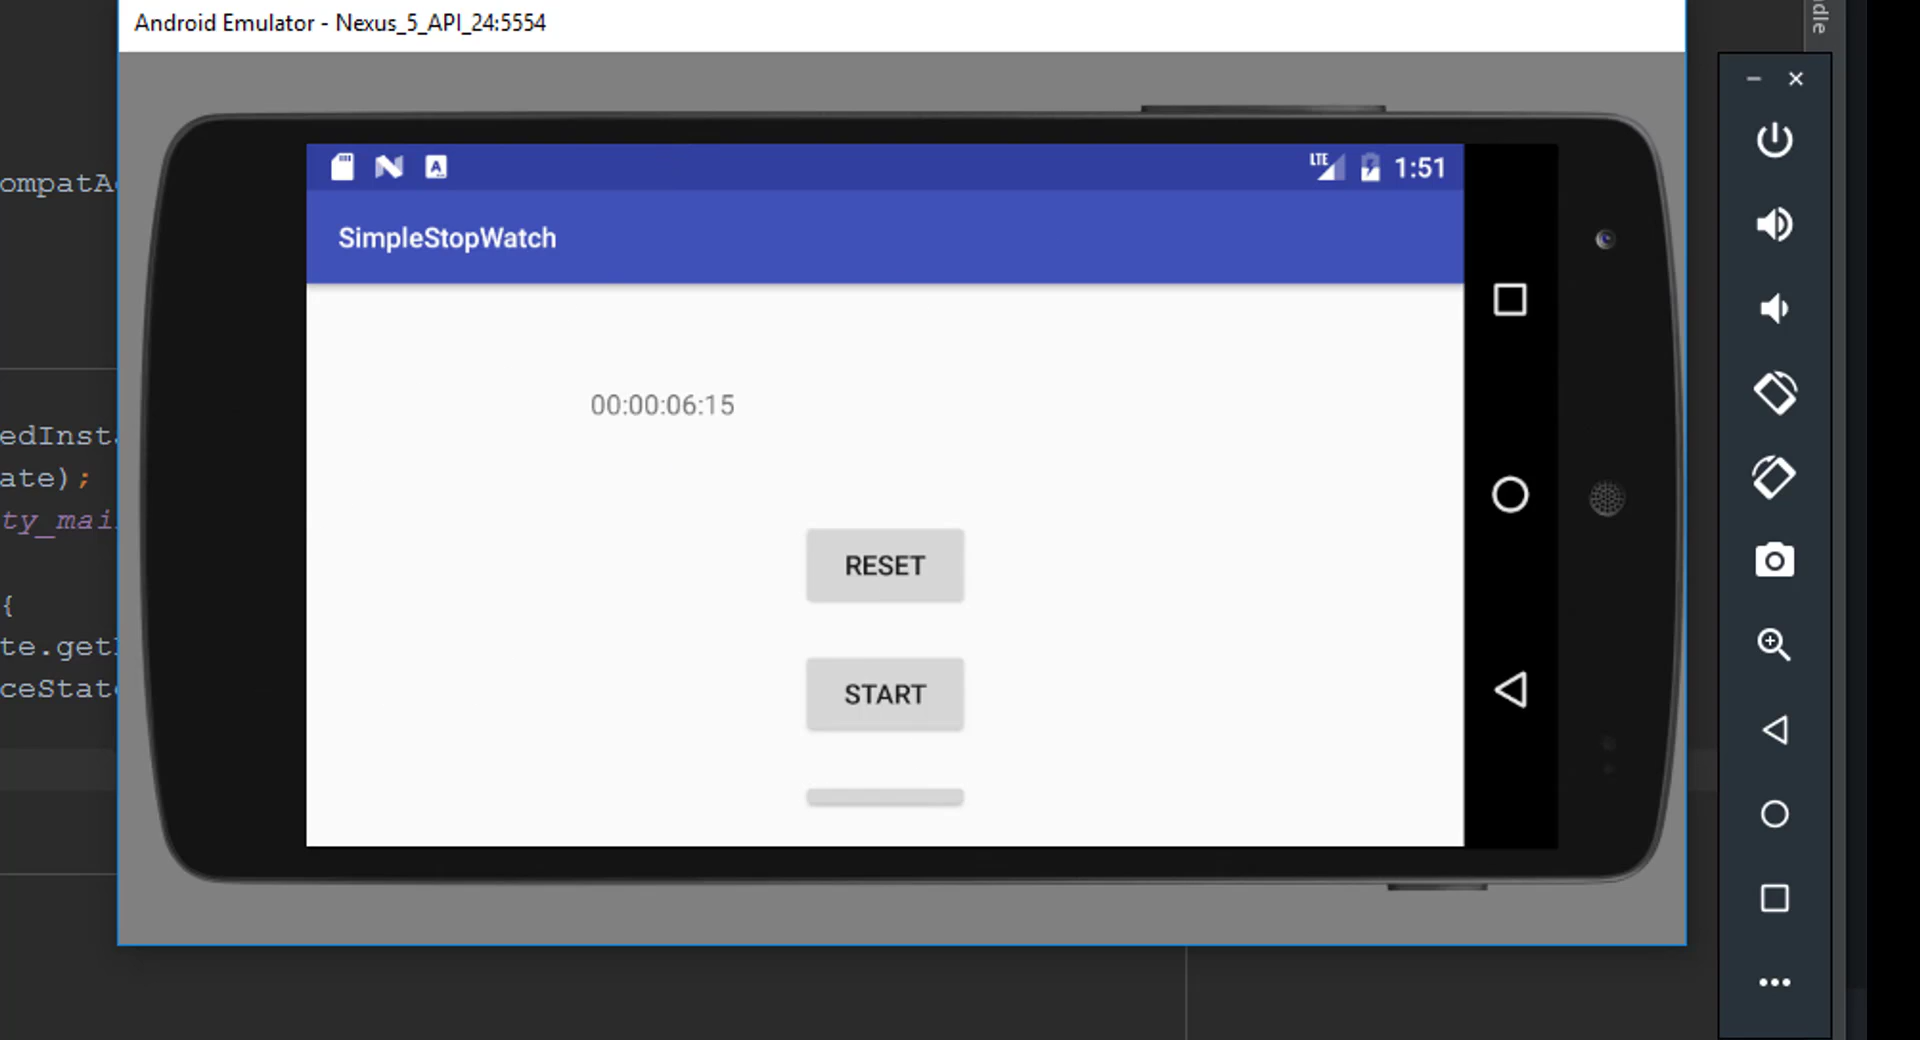 Android Emulator - Nexus_5_API_24:5554
dle
LTE 1:51
A
SimpleStopWatch
ompatA
00:00:06:15
edInst
ate);
ty_mai
RESET
{
te.get
ceStat
START